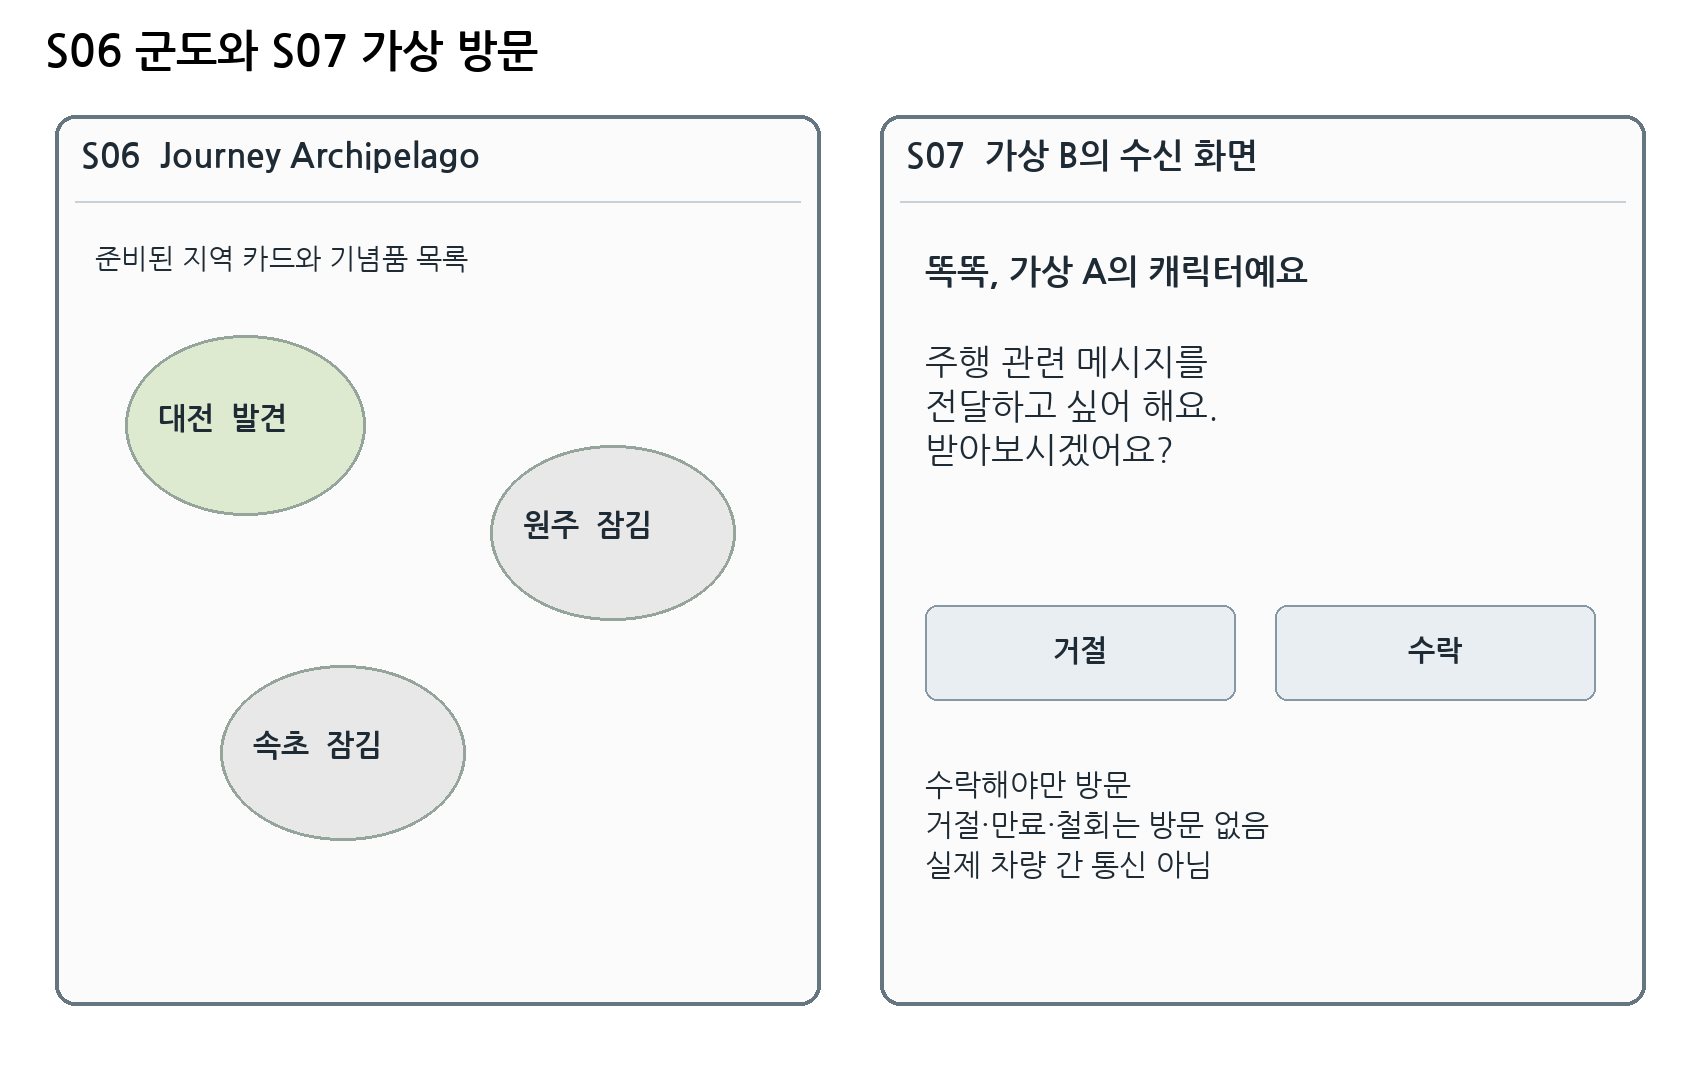 S06 군도와 S07 가상 방문
S06 Journey Archipelago
준비된 지역 카드와 기념품 목록
대전 발견
원주 잠김
속초 잠김
S07 가상 B의 수신 화면
똑똑, 가상 A의 캐릭터예요
주행 관련 메시지를
전달하고 싶어 해요.
받아보시겠어요?
거절
수락
수락해야만 방문
거절·만료·철회는 방문 없음
실제 차량 간 통신 아님